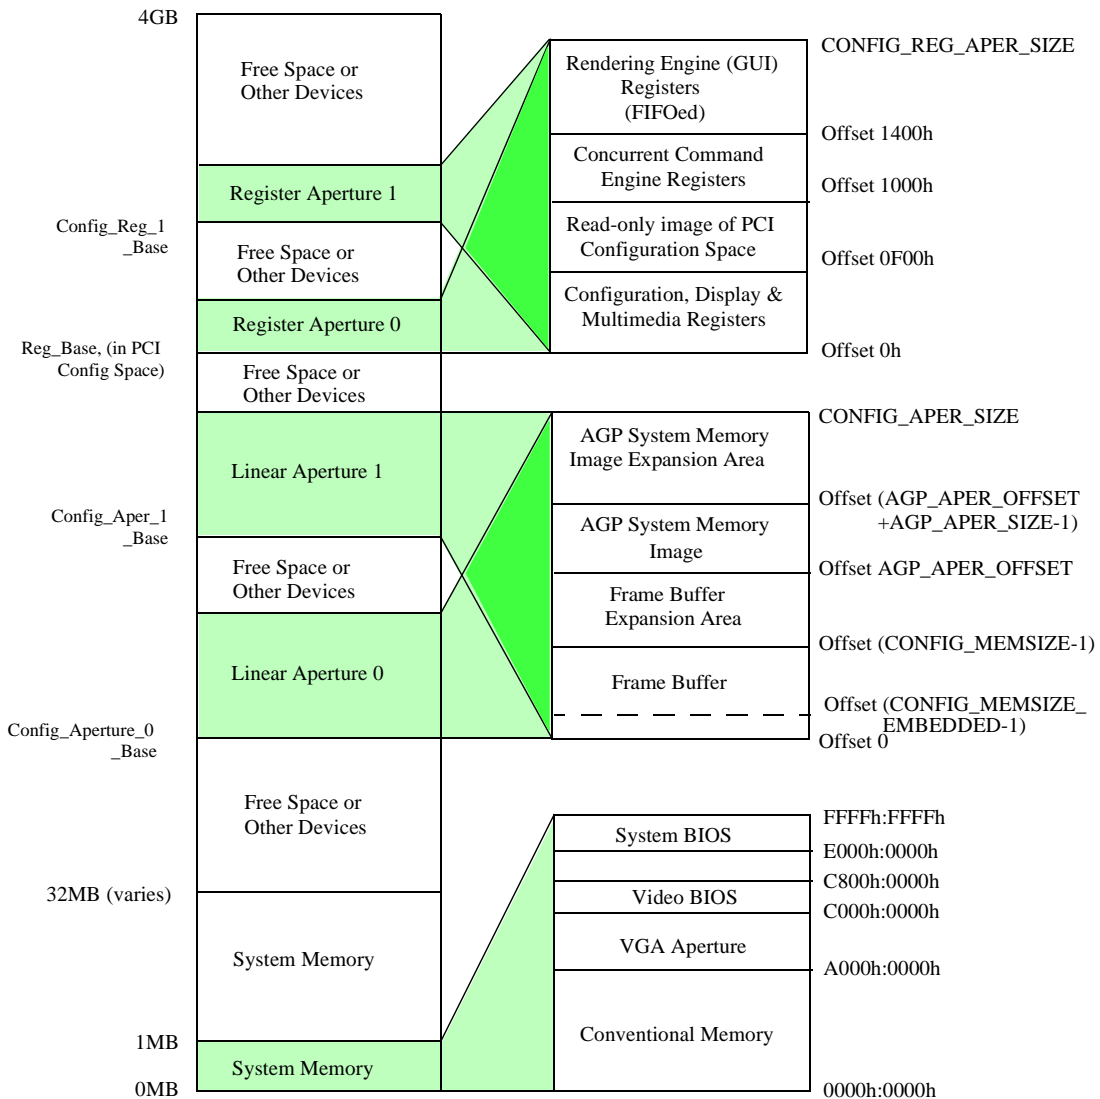 4GB
Free Space or
Other Devices
Register Aperture 1
Config_Reg_1
_Base
Free Space or
Other Devices
Register Aperture 0
Reg_Base, (in PCI
Config Space)
Free Space or
Other Devices
Linear Aperture 1
Config_Aper_1
_Base
Free Space or
Other Devices
Linear Aperture 0
Config_Aperture_0
_Base
Free Space or
Other Devices
32MB (varies)
System Memory
1MB
System Memory
0MB
CONFIG_REG_APER_SIZE
Rendering Engine (GUI)
Registers
(FIFOed)
Offset 1400h
Concurrent Command
Engine Registers
Offset 1000h
Read-only image of PCI
Configuration Space
Offset 0F00h
Configuration, Display &
Multimedia Registers
Offset 0h
CONFIG_APER_SIZE
AGP System Memory
Image Expansion Area
Offset (AGP_APER_OFFSET
+AGP_APER_SIZE-1)
AGP System Memory
Image
Offset AGP_APER_OFFSET
Frame Buffer
Expansion Area
Offset (CONFIG_MEMSIZE-1)
Frame Buffer
Offset (CONFIG_MEMSIZE_
EMBEDDED-1)
Offset 0
FFFFh:FFFFh
System BIOS
E000h:0000h
C800h:0000h
Video BIOS
C000h:0000h
VGA Aperture
A000h:0000h
Conventional Memory
0000h:0000h